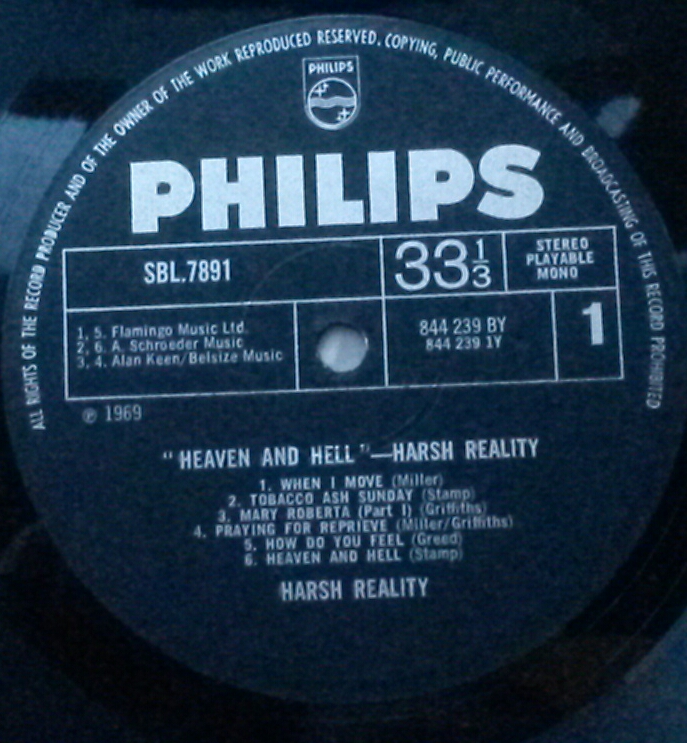 ALL RIGHTS OF THE RECORD PRODUCER AND OF THE OWNER OF THE WORK REPRODUCED RESERVED. COPYING, PUBLIC PERFORMANCE AND BROADCASTING OF THIS RECORD PROHIBITED
PHILIPS
PHILIPS
SBL.7891
33 1/3
STEREO
PLAYABLE
MONO
1, 5. Flamingo Music Ltd.
2, 6. A. Schroeder Music
3, 4. Alan Keen/Belsize Music
844 239 BY
844 239 1Y
1
℗ 1969
"HEAVEN AND HELL"—HARSH REALITY
1. WHEN I MOVE (Miller)
2. TOBACCO ASH SUNDAY (Stamp)
3. MARY ROBERTA (Part I) (Griffiths)
4. PRAYING FOR REPRIEVE (Miller/Griffiths)
5. HOW DO YOU FEEL (Greed)
6. HEAVEN AND HELL (Stamp)
HARSH REALITY